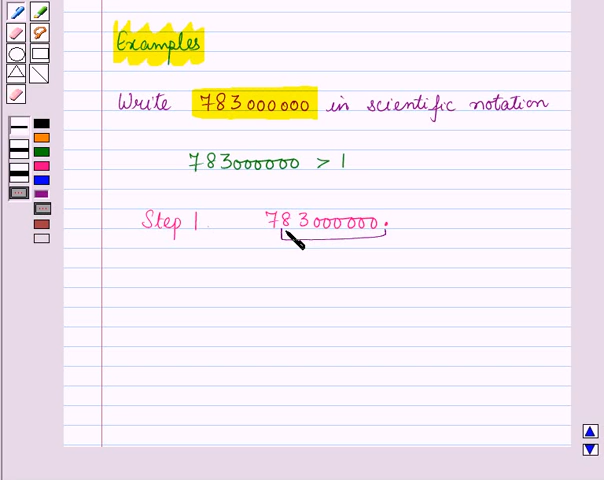 Examples
Write 783000000 in scientific notation
783000000 > 1
Step 1. 783000000.